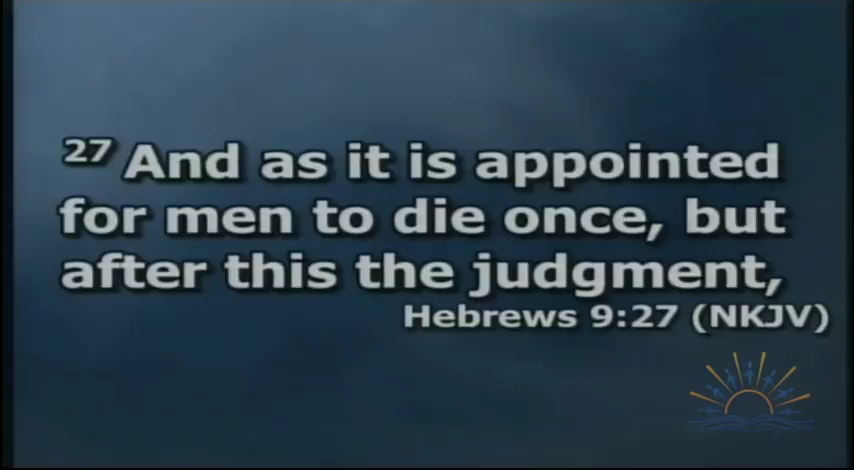 27 And as it is appointed
for men to die once, but
after this the judgment,
Hebrews 9:27 (NKJV)